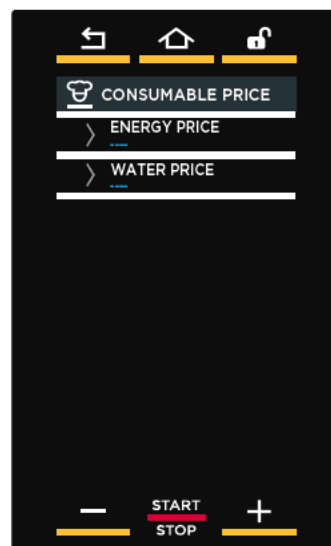 CONSUMABLE PRICE
ENERGY PRICE
----
WATER PRICE
----
START
STOP